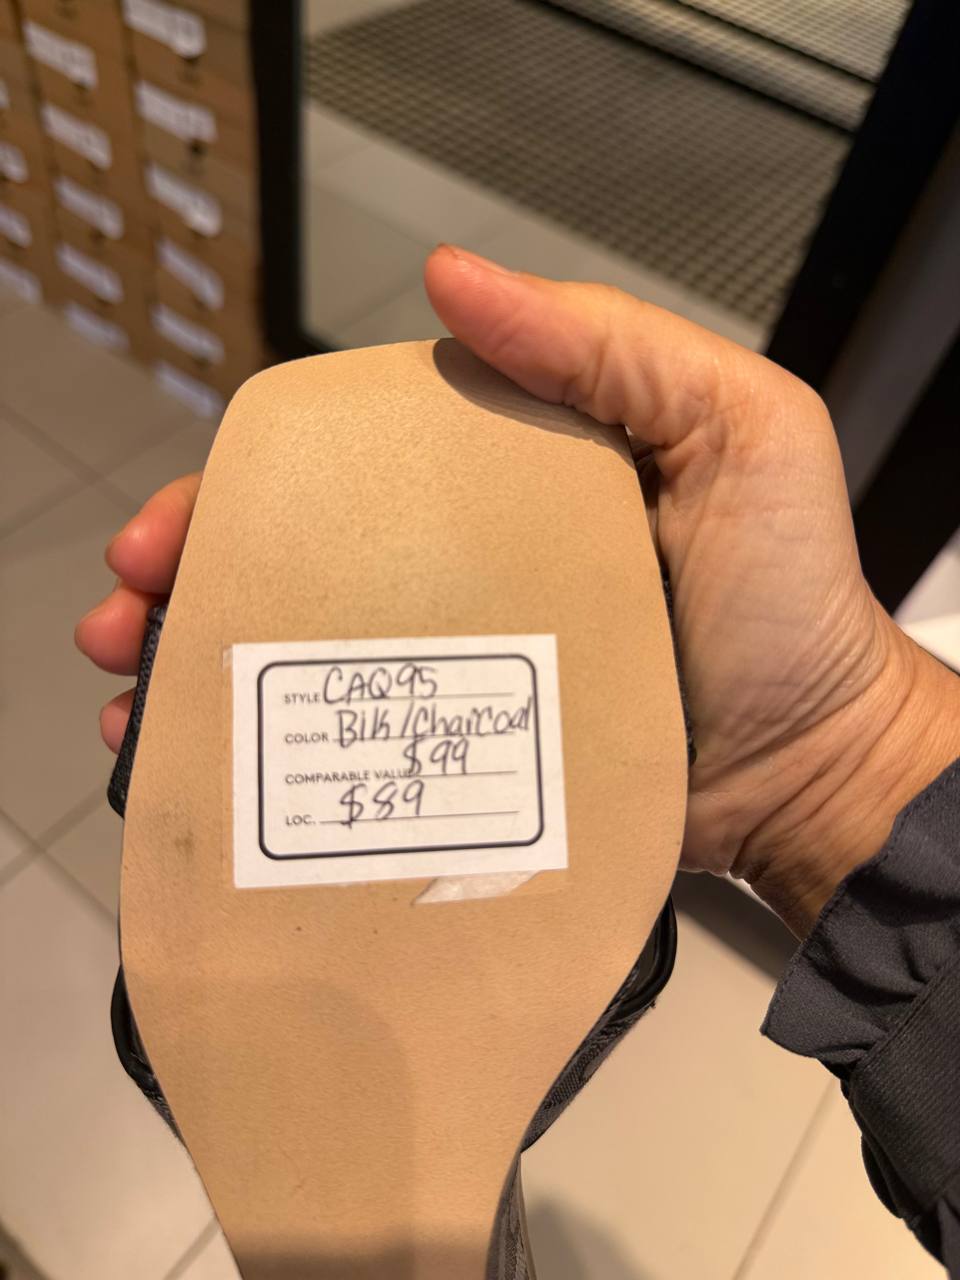 STYLE CAQ95
COLOR Blk/Charcoal
COMPARABLE VALUE $99
LOC. $89